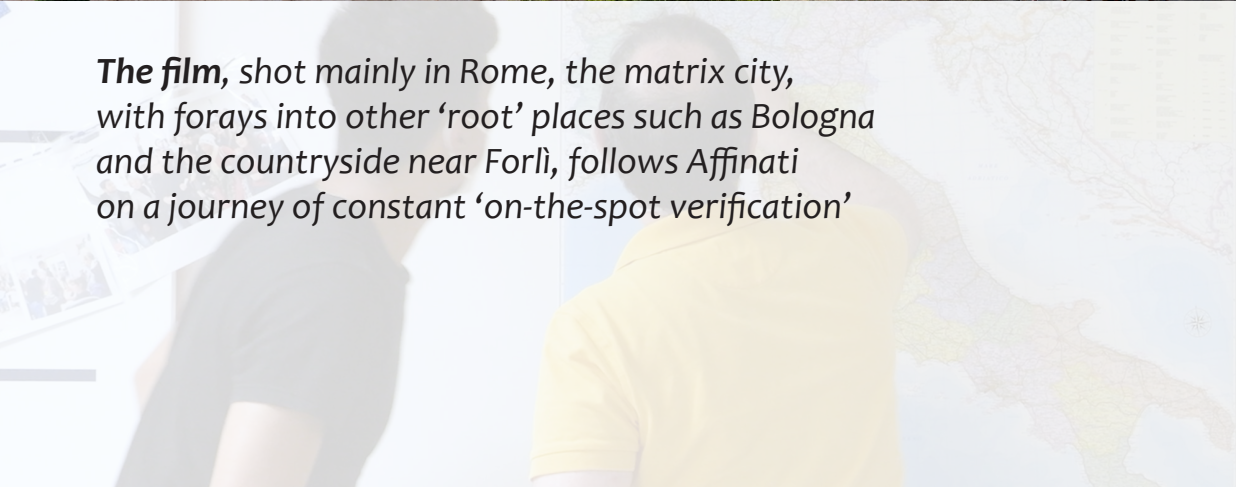 The film, shot mainly in Rome, the matrix city,
with forays into other ‘root’ places such as Bologna
and the countryside near Forlì, follows Affinati
on a journey of constant ‘on-the-spot verification’